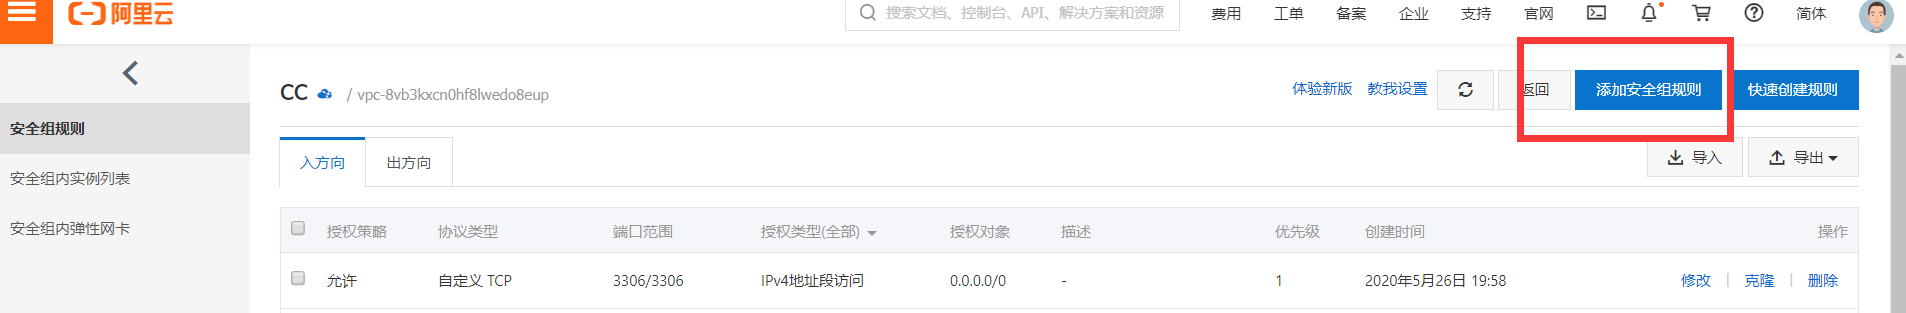 阿里云
搜索文档、控制台、API、解决方案和资源
费用 工单 备案 企业 支持 官网 简体
CC / vpc-8vb3kxcn0hf8lwedo8eup
体验新版 教我设置 返回 添加安全组规则 快速创建规则
安全组规则
安全组内实例列表
安全组内弹性网卡
入方向 出方向
导入 导出
授权策略 协议类型 端口范围 授权类型(全部) 授权对象 描述 优先级 创建时间 操作
允许 自定义 TCP 3306/3306 IPv4地址段访问 0.0.0.0/0 - 1 2020年5月26日 19:58 修改 | 克隆 | 删除